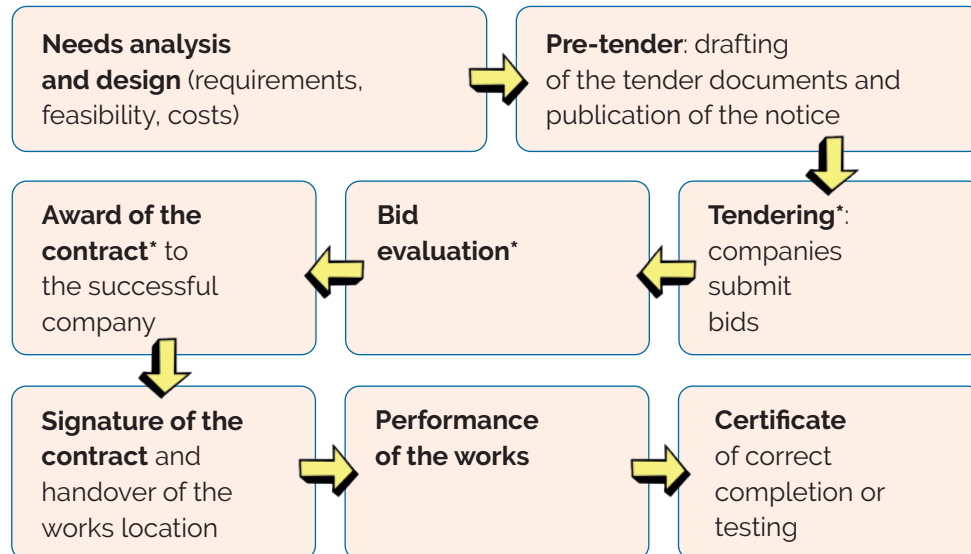 Needs analysis
and design (requirements,
feasibility, costs)
Pre-tender: drafting
of the tender documents and
publication of the notice
Tendering*:
companies
submit
bids
Bid
evaluation*
Award of the
contract* to
the successful
company
Signature of the
contract and
handover of the
works location
Performance
of the works
Certificate
of correct
completion or
testing